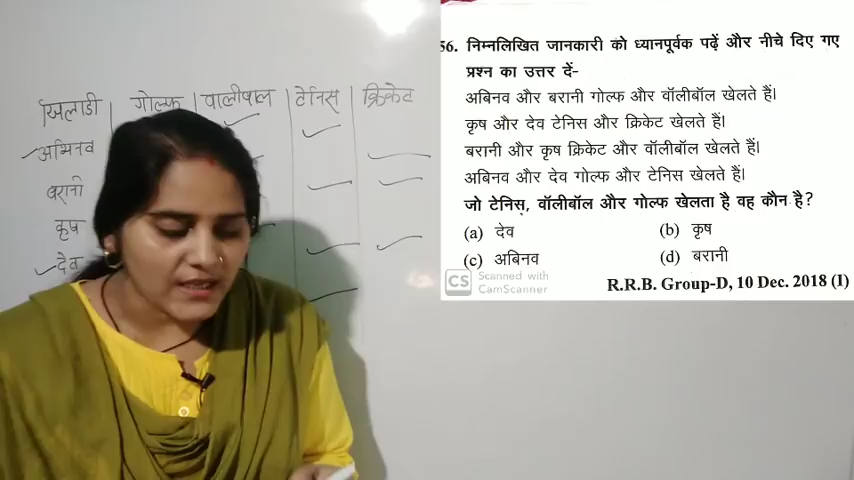 खिलाडी गोल्फ वालीवाल टेनिस क्रिकेट
अभिनव
बरानी
कृष
देव
56. निम्नलिखित जानकारी को ध्यानपूर्वक पढ़ें और नीचे दिए गए
प्रश्न का उत्तर दें-
अबिनव और बरानी गोल्फ और वॉलीबॉल खेलते हैं।
कृष और देव टेनिस और क्रिकेट खेलते हैं।
बरानी और कृष क्रिकेट और वॉलीबॉल खेलते हैं।
अबिनव और देव गोल्फ और टेनिस खेलते हैं।
जो टेनिस, वॉलीबॉल और गोल्फ खेलता है वह कौन है?
(a) देव (b) कृष
(c) अबिनव (d) बरानी
CS Scanned with
CamScanner
R.R.B. Group-D, 10 Dec. 2018 (I)